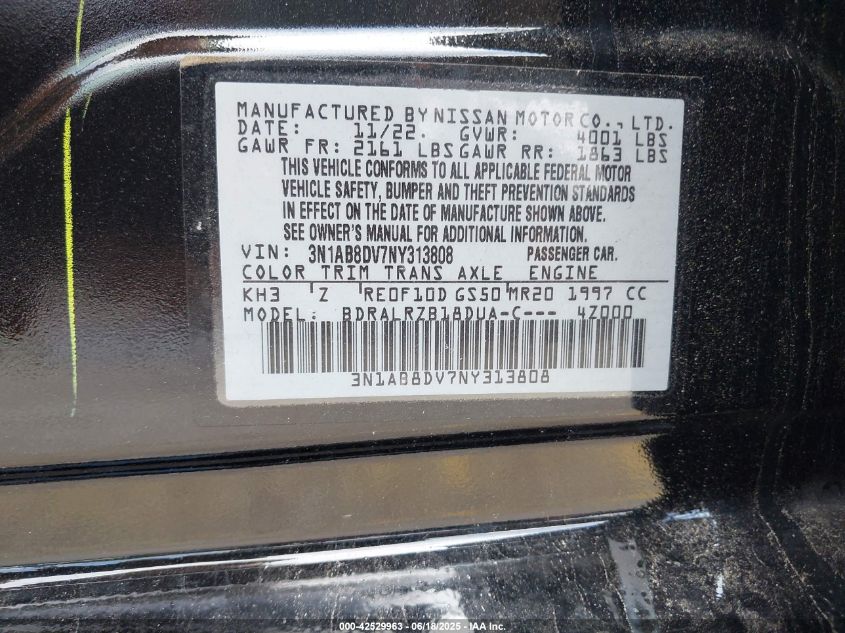 MANUFACTURED BY NISSAN MOTOR CO., LTD.
DATE: 11/22. GVWR: 4001 LBS
GAWR FR: 2161 LBS GAWR RR: 1863 LBS
THIS VEHICLE CONFORMS TO ALL APPLICABLE FEDERAL MOTOR
VEHICLE SAFETY, BUMPER AND THEFT PREVENTION STANDARDS
IN EFFECT ON THE DATE OF MANUFACTURE SHOWN ABOVE.
SEE OWNER'S MANUAL FOR ADDITIONAL INFORMATION.
VIN: 3N1AB8DV7NY313808 PASSENGER CAR.
COLOR TRIM TRANS AXLE ENGINE
KH3 Z RE0F10D GS50 MR20 1997 CC
MODEL: BDRALRZB18DUA-C--- 4Z000
3N1AB8DV7NY313808
000-42529963 - 06/18/2025 - IAA Inc.